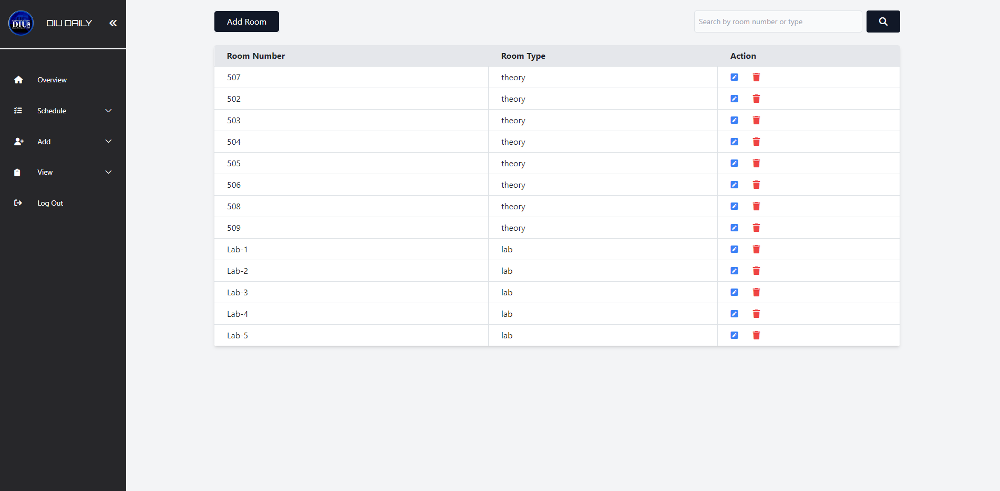 DIU
DIU DAILY
Overview
Schedule
Add
View
Log Out
Add Room
Search by room number or type
Room Number Room Type Action
507 theory
502 theory
503 theory
504 theory
505 theory
506 theory
508 theory
509 theory
Lab-1 lab
Lab-2 lab
Lab-3 lab
Lab-4 lab
Lab-5 lab